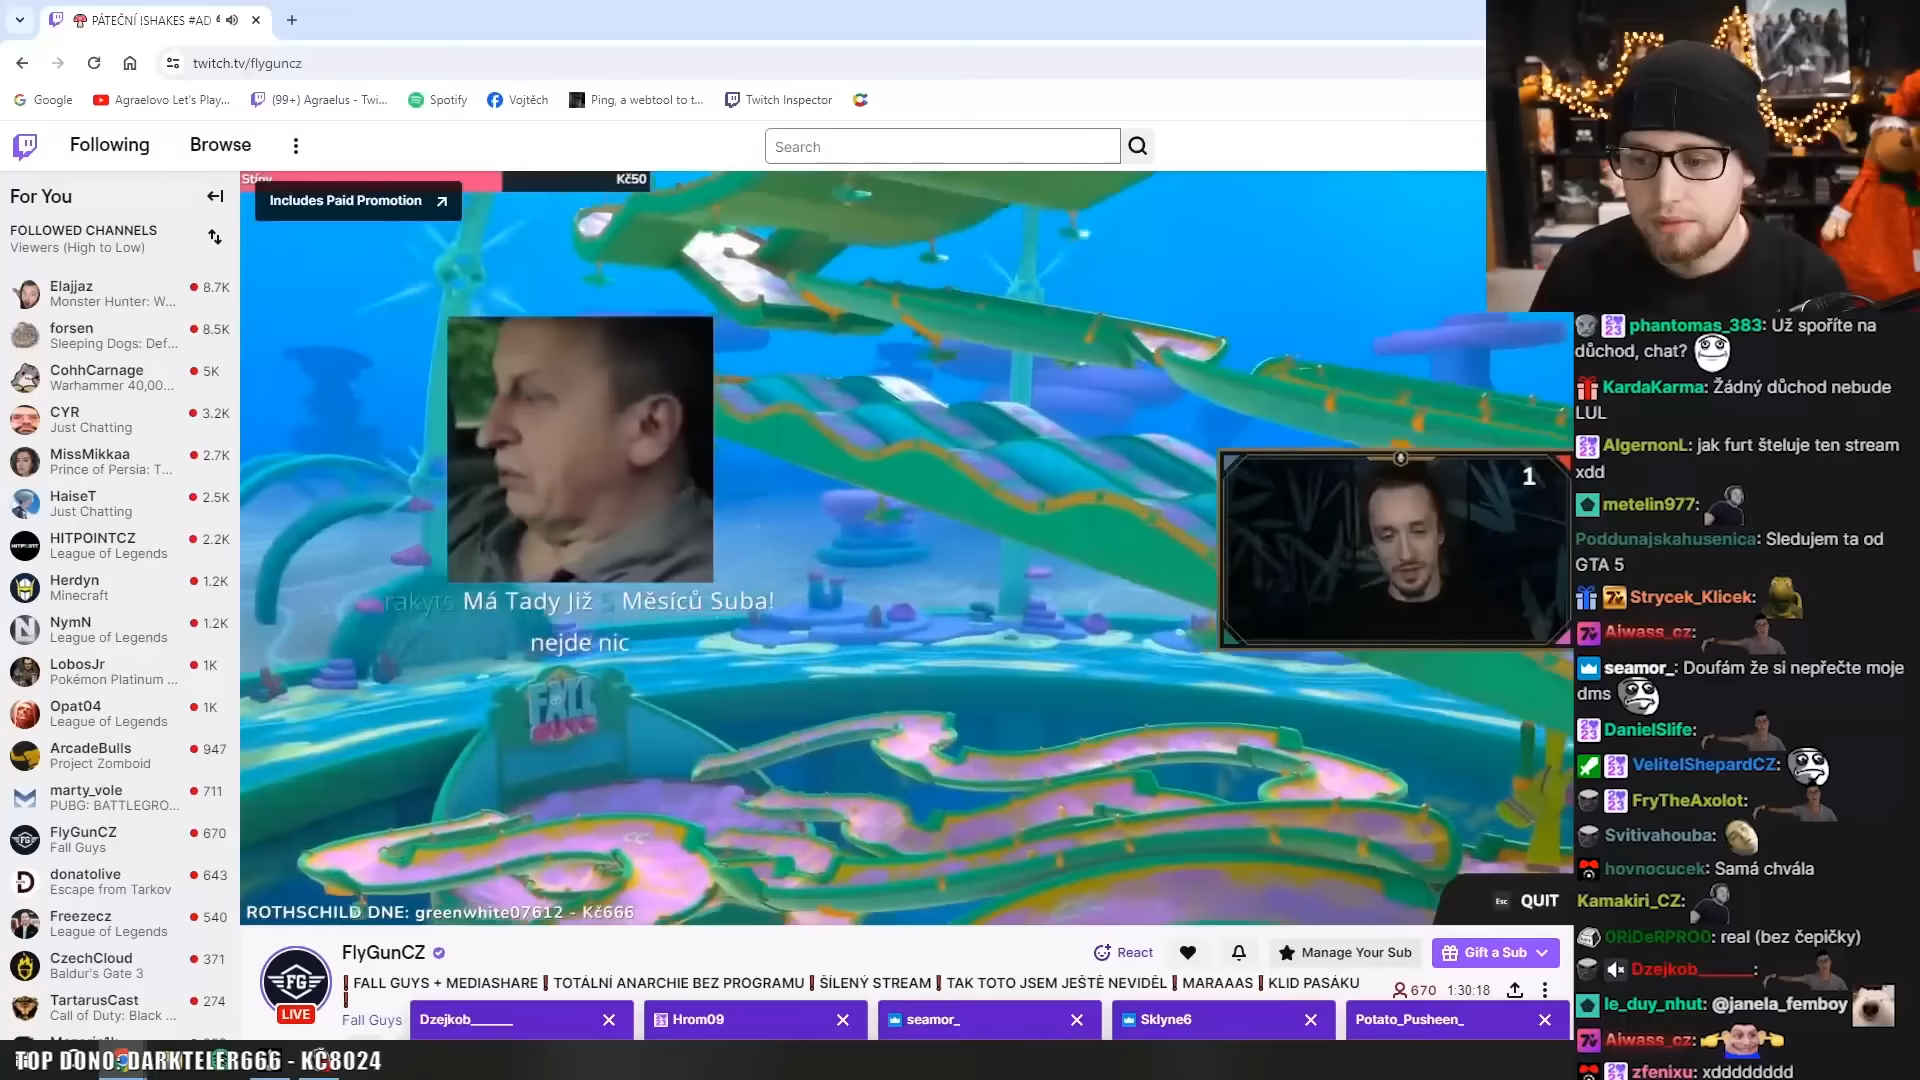 PÁTEČNÍ !SHAKES #AD
twitch.tv/flyguncz
Google
Agraelovo Let's Play...
(99+) Agraelus - Twi...
Spotify
Vojtěch
Ping, a webtool to t...
Twitch Inspector
Following
Browse
Search
For You
FOLLOWED CHANNELS
Viewers (High to Low)
Elajjaz
8.7K
Monster Hunter: W...
forsen
8.5K
Sleeping Dogs: Def...
CohhCarnage
5K
Warhammer 40,00...
CYR
3.2K
Just Chatting
MissMikkaa
2.7K
Prince of Persia: T...
HaiseT
2.5K
Just Chatting
HITPOINTCZ
2.2K
League of Legends
Herdyn
1.2K
Minecraft
NymN
1.2K
League of Legends
LobosJr
1K
Pokémon Platinum ...
Opat04
1K
League of Legends
ArcadeBulls
947
Project Zomboid
marty_vole
711
PUBG: BATTLEGRO...
FlyGunCZ
670
Fall Guys
donatolive
643
Escape from Tarkov
Freezecz
540
League of Legends
CzechCloud
371
Baldur's Gate 3
TartarusCast
274
Call of Duty: Black ...
TOP DONO: DARKTELER666 - KČ8024
Kč50
Includes Paid Promotion
rakyts Má Tady Již Měsíců Suba!
nejde nic
FALL GUYS
1
Esc QUIT
ROTHSCHILD DNE: greenwhite07612 - Kč666
FlyGunCZ
React
Manage Your Sub
Gift a Sub
FALL GUYS + MEDIASHARE ! TOTÁLNÍ ANARCHIE BEZ PROGRAMU ! ŠÍLENÝ STREAM ! TAK TOTO JSEM JEŠTĚ NEVIDĚL ! MARAAAS ! KLID PASÁKU
670 1:30:18
LIVE
Fall Guys
Dzejkob______
Hrom09
seamor_
Sklyne6
Potato_Pusheen_
phantomas_383: Už spoříte na
důchod, chat?
KardaKarma: Žádný důchod nebude
LUL
AlgernonL: jak furt šteluje ten stream
xdd
metelin977:
Poddunajskahusenica: Sledujem ta od
GTA 5
Strycek_Klicek:
Aiwass_cz:
seamor_: Doufám že si nepřečte moje
dms
DanielSlife:
VelitelShepardCZ:
FryTheAxolot:
Svitivahouba:
hovnocucek: Samá chvála
Kamakiri_CZ:
0RiDeRPRO0: real (bez čepičky)
Dzejkob______:
le_duy_nhut: @janela_femboy
Aiwass_cz:
zfenixu: xdddddddd